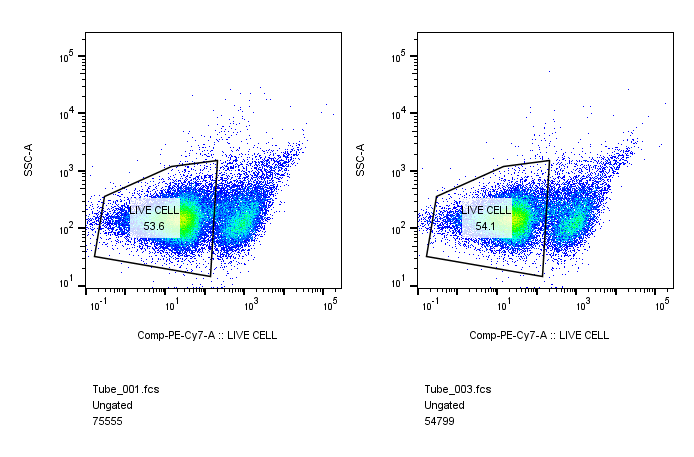 SSC-A
10^5
10^4
10^3
10^2
10^1
LIVE CELL
53.6
10^-1
10^1
10^3
10^5
Comp-PE-Cy7-A :: LIVE CELL
Tube_001.fcs
Ungated
75555
SSC-A
10^5
10^4
10^3
10^2
10^1
LIVE CELL
54.1
10^-1
10^1
10^3
10^5
Comp-PE-Cy7-A :: LIVE CELL
Tube_003.fcs
Ungated
54799